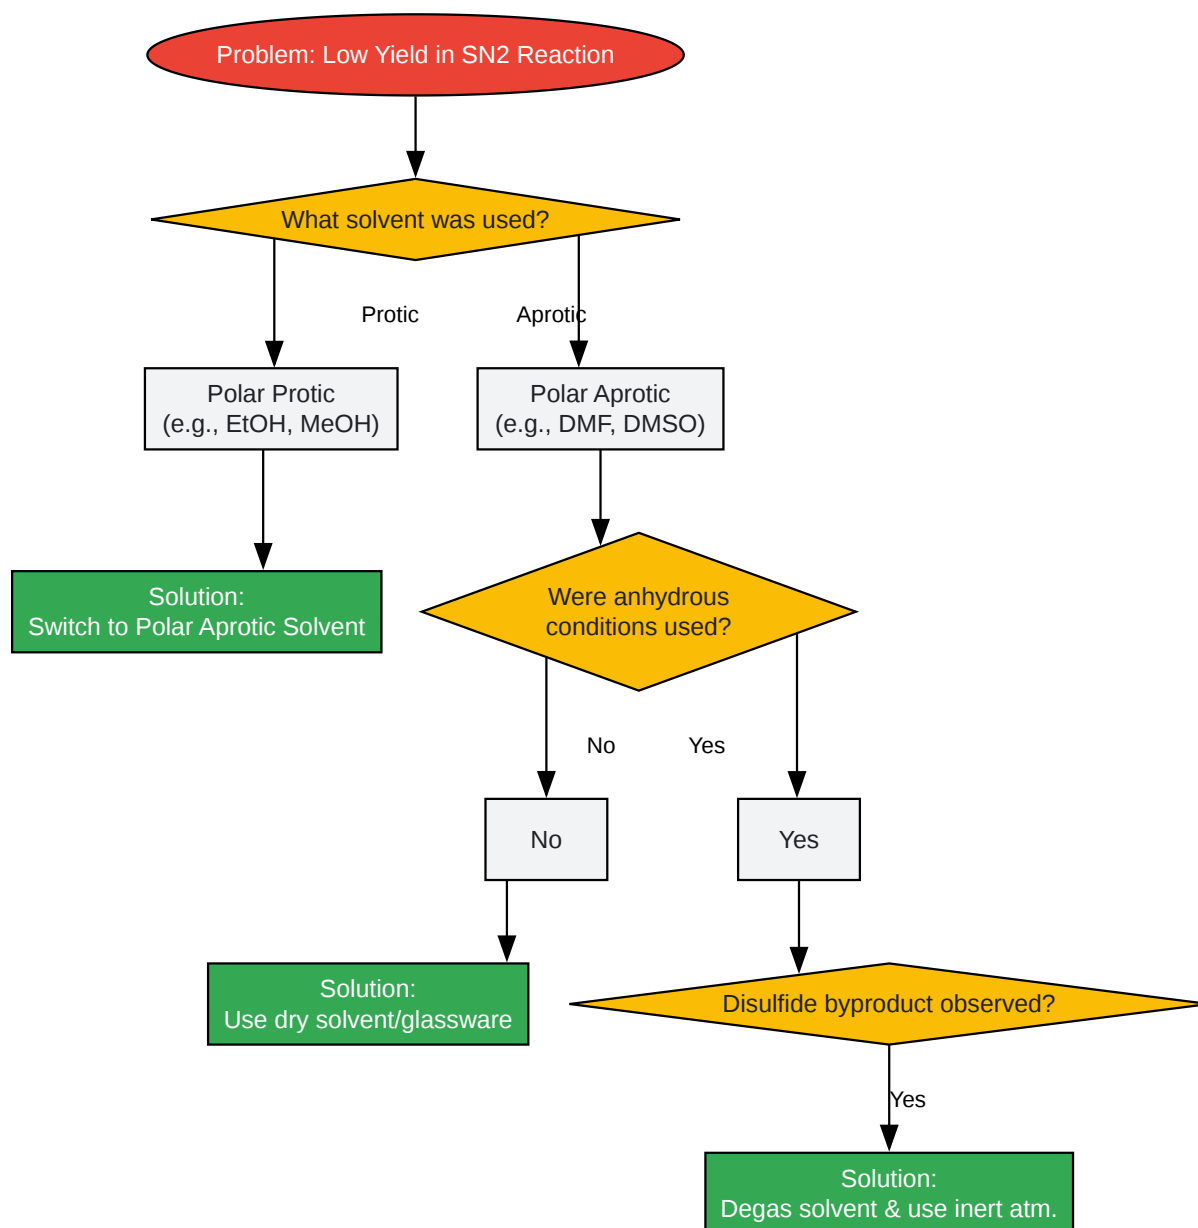 Problem: Low Yield in SN2 Reaction
What solvent was used?
Protic
Aprotic
Polar Protic
(e.g., EtOH, MeOH)
Polar Aprotic
(e.g., DMF, DMSO)
Solution:
Switch to Polar Aprotic Solvent
Were anhydrous
conditions used?
No
Yes
No
Yes
Solution:
Use dry solvent/glassware
Disulfide byproduct observed?
Yes
Solution:
Degas solvent & use inert atm.